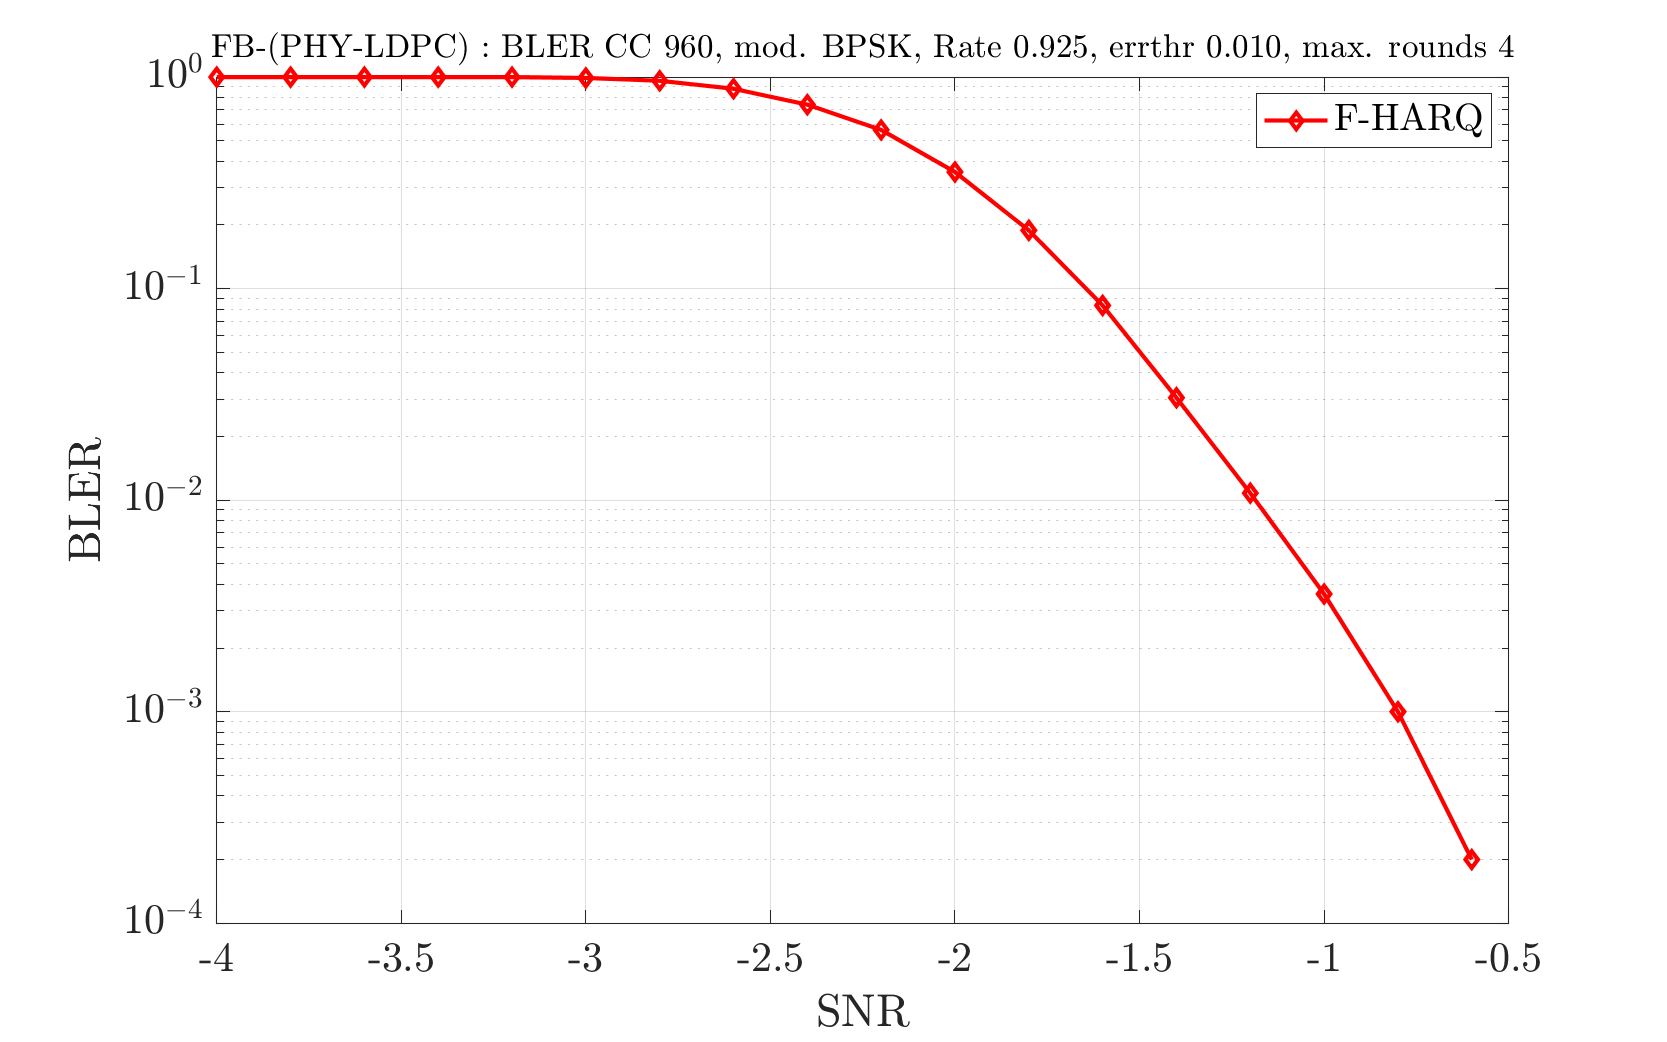 FB-(PHY-LDPC) : BLER CC 960, mod. BPSK, Rate 0.925, errthr 0.010, max. rounds 4
10⁰
F-HARQ
10⁻¹
10⁻²
BLER
10⁻³
10⁻⁴
-4 -3.5 -3 -2.5 -2 -1.5 -1 -0.5
SNR